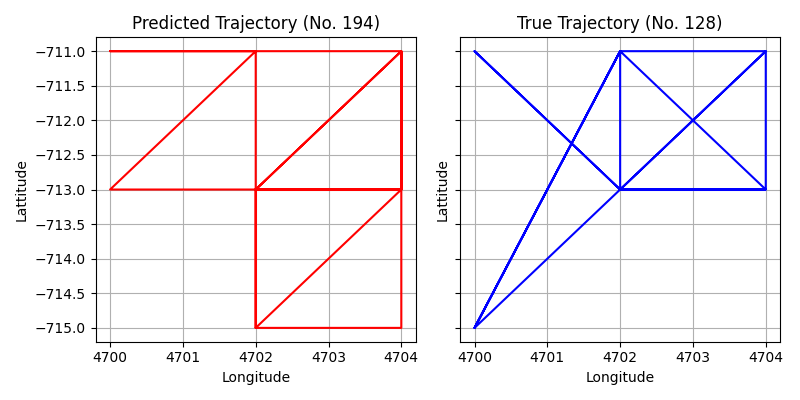 Predicted Trajectory (No. 194)
True Trajectory (No. 128)
−711.0
−711.5
−712.0
−712.5
−713.0
−713.5
−714.0
−714.5
−715.0
Lattitude
Lattitude
4700 4701 4702 4703 4704
4700 4701 4702 4703 4704
Longitude
Longitude